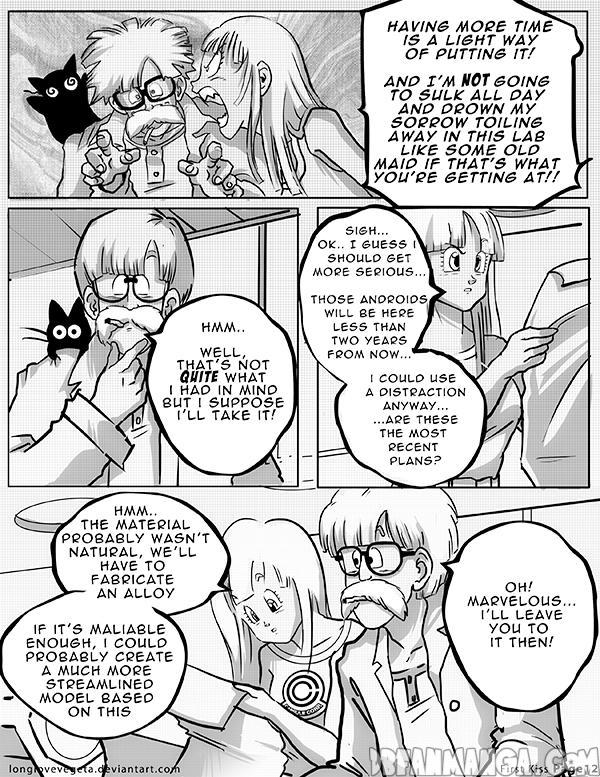 HAVING MORE TIME
IS A LIGHT WAY
OF PUTTING IT!
AND I'M NOT GOING
TO SULK ALL DAY
AND DROWN MY
SORROW TOILING
AWAY IN THIS LAB
LIKE SOME OLD
MAID IF THAT'S WHAT
YOU'RE GETTING AT!!
HMM..
WELL,
THAT'S NOT
QUITE WHAT
I HAD IN MIND
BUT I SUPPOSE
I'LL TAKE IT!
SIGH...
OK.. I GUESS I
SHOULD GET
MORE SERIOUS...
THOSE ANDROIDS
WILL BE HERE
LESS THAN
TWO YEARS
FROM NOW...
I COULD USE
A DISTRACTION
ANYWAY...
...ARE THESE
THE MOST
RECENT
PLANS?
HMM..
THE MATERIAL
PROBABLY WASN'T
NATURAL, WE'LL
HAVE TO
FABRICATE
AN ALLOY
IF IT'S MALIABLE
ENOUGH, I COULD
PROBABLY CREATE
A MUCH MORE
STREAMLINED
MODEL BASED
ON THIS
OH!
MARVELOUS...
I'LL LEAVE
YOU TO
IT THEN!
longlovevegeta.deviantart.com
First Kiss Page 12